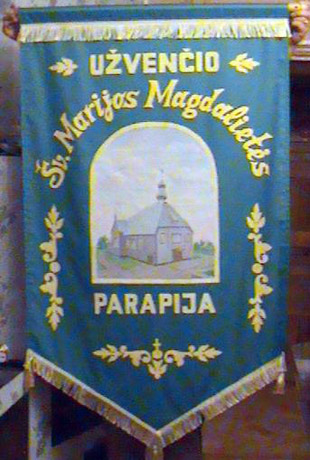 UŽVENČIO
Šv. Marijos Magdalietės
PARAPIJA